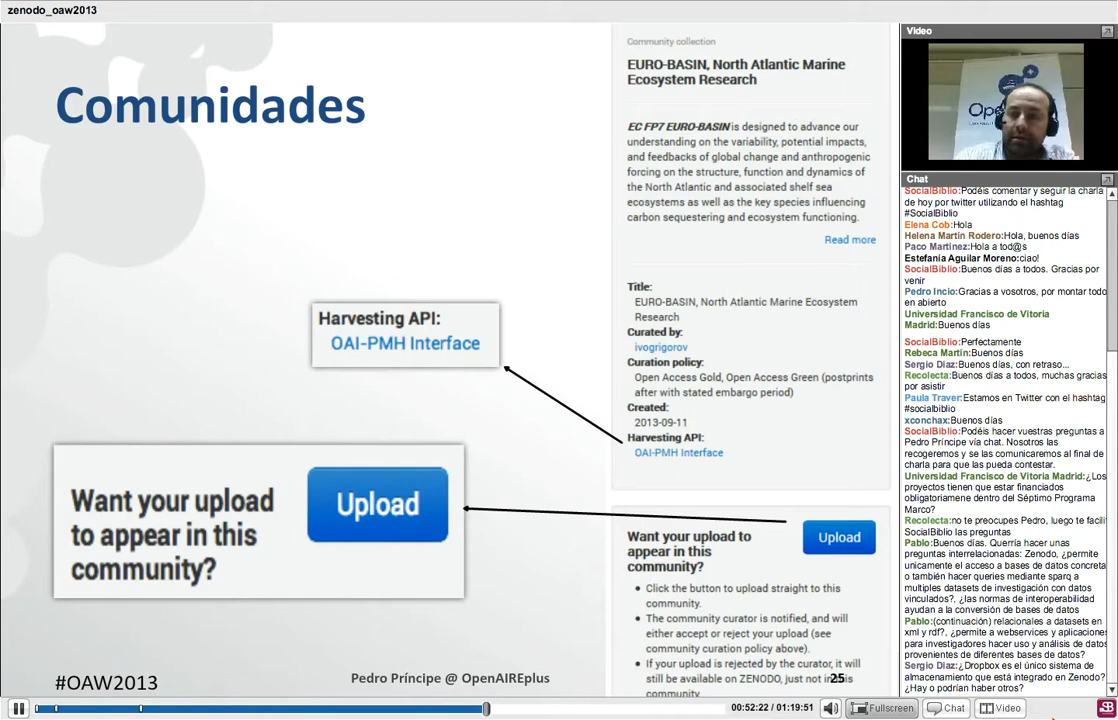 zenodo_oaw2013
Comunidades
Harvesting API:
OAI-PMH Interface
Want your upload
to appear in this
community?
Upload
Community collection
EURO-BASIN, North Atlantic Marine
Ecosystem Research
EC FP7 EURO-BASIN is designed to advance our
understanding on the variability, potential impacts,
and feedbacks of global change and anthropogenic
forcing on the structure, function and dynamics of
the North Atlantic and associated shelf sea
ecosystems as well as the key species influencing
carbon sequestering and ecosystem functioning.
Read more
Title:
EURO-BASIN, North Atlantic Marine Ecosystem
Research
Curated by:
ivogrigorov
Curation policy:
Open Access Gold, Open Access Green (postprints
after with stated embargo period)
Created:
2013-09-11
Harvesting API:
OAI-PMH Interface
Want your upload to
appear in this
community?
Upload
Click the button to upload straight to this
community.
The community curator is notified, and will
either accept or reject your upload (see
community curation policy above).
If your upload is rejected by the curator, it will
still be available on ZENODO, just not in this
community.
#OAW2013
Pedro Príncipe @ OpenAIREplus
25
Video
Chat
SocialBiblio:Podéis comentar y seguir la charla
de hoy por twitter utilizando el hashtag
#SocialBiblio
Elena Cob:Hola
Helena Martín Rodero:Hola, buenos días
Paco Martínez:Hola a tod@s
Estefanía Aguilar Moreno:ciao!
SocialBiblio:Buenos días a todos. Gracias por
venir
Pedro Incio:Gracias a vosotros, por montar todo
en abierto
Universidad Francisco de Vitoria
Madrid:Buenos días
SocialBiblio:Perfectamente
Rebeca Martín:Buenos días
Sergio Diaz:Buenos días, con retraso...
Recolecta:Buenos días a todos, muchas gracias
por asistir
Paula Traver:Estamos en Twitter con el hashtag
#socialbiblio
xconchax:Buenos días
SocialBiblio:Podéis hacer vuestras preguntas a
Pedro Príncipe vía chat. Nosotros las
recogeremos y se las comunicaremos al final de
charla para que las pueda contestar.
Universidad Francisco de Vitoria Madrid:¿Los
proyectos tienen que estar financiados
obligatoriamene dentro del Séptimo Programa
Marco?
Recolecta:no te preocupes Pedro, luego te facili
SocialBiblio las preguntas
Pablo:Buenos días. Querría hacer unas
preguntas interrelacionadas: Zenodo, ¿permite
unicamente el acceso a bases de datos concreta
o también hacer queries mediante sparq a
multiples datasets de investigación con datos
vinculados?, ¿las normas de interoperabilidad
ayudan a la conversión de bases de datos
Pablo:(continuación) relacionales a datasets en
xml y rdf?, ¿permite a webservices y aplicacione
para investigadores hacer uso y análisis de datos
provenientes de diferentes bases de datos?
Sergio Diaz:¿Dropbox es el único sistema de
almacenamiento que está integrado en Zenodo?
¿Hay o podrían haber otros?
00:52:22 / 01:19:51
Fullscreen
Chat
Video